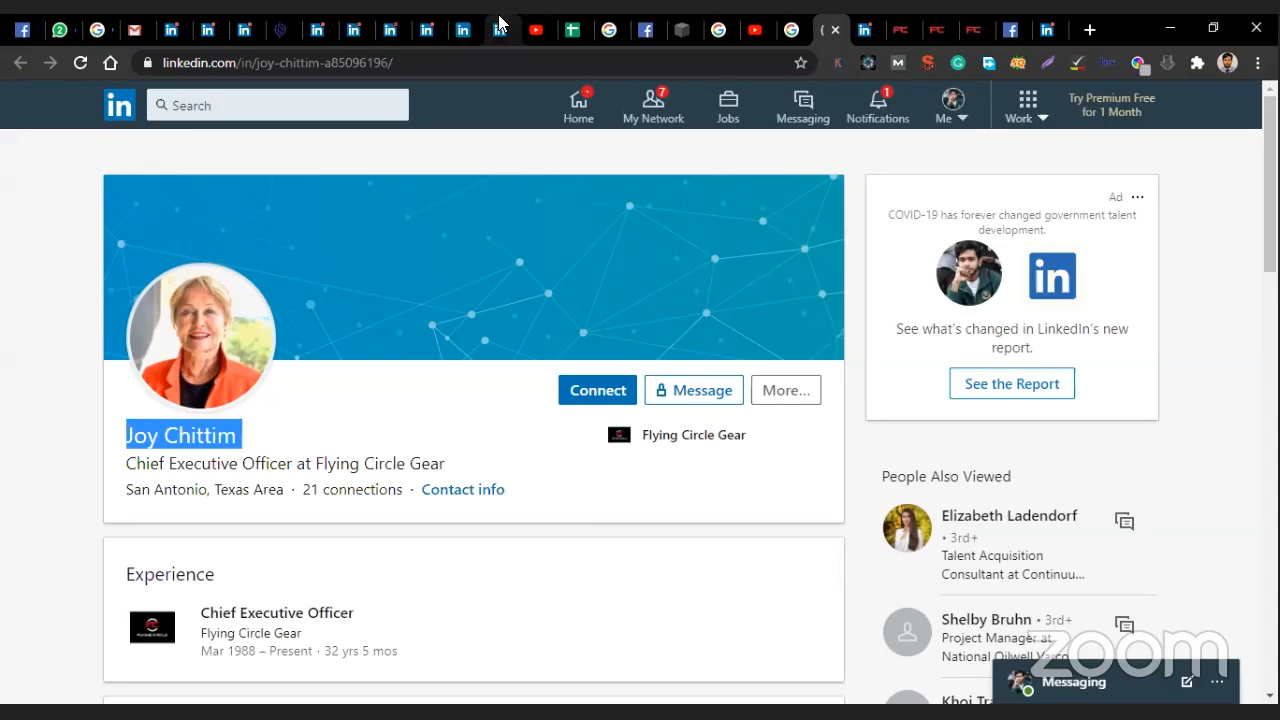 linkedin.com/in/joy-chittim-a85096196/
in
Search
Home
7
My Network
Jobs
Messaging
1
Notifications
Me
Work
Try Premium Free
for 1 Month
Ad
COVID-19 has forever changed government talent
development.
in
See what's changed in LinkedIn's new
report.
See the Report
Connect
Message
More...
Joy Chittim
Flying Circle Gear
Chief Executive Officer at Flying Circle Gear
San Antonio, Texas Area · 21 connections · Contact info
People Also Viewed
Elizabeth Ladendorf
• 3rd+
Talent Acquisition
Consultant at Continuu...
Experience
Chief Executive Officer
Flying Circle Gear
Mar 1988 – Present · 32 yrs 5 mos
Shelby Bruhn • 3rd+
Project Manager at
National Oilwell Varco
zoom
Messaging